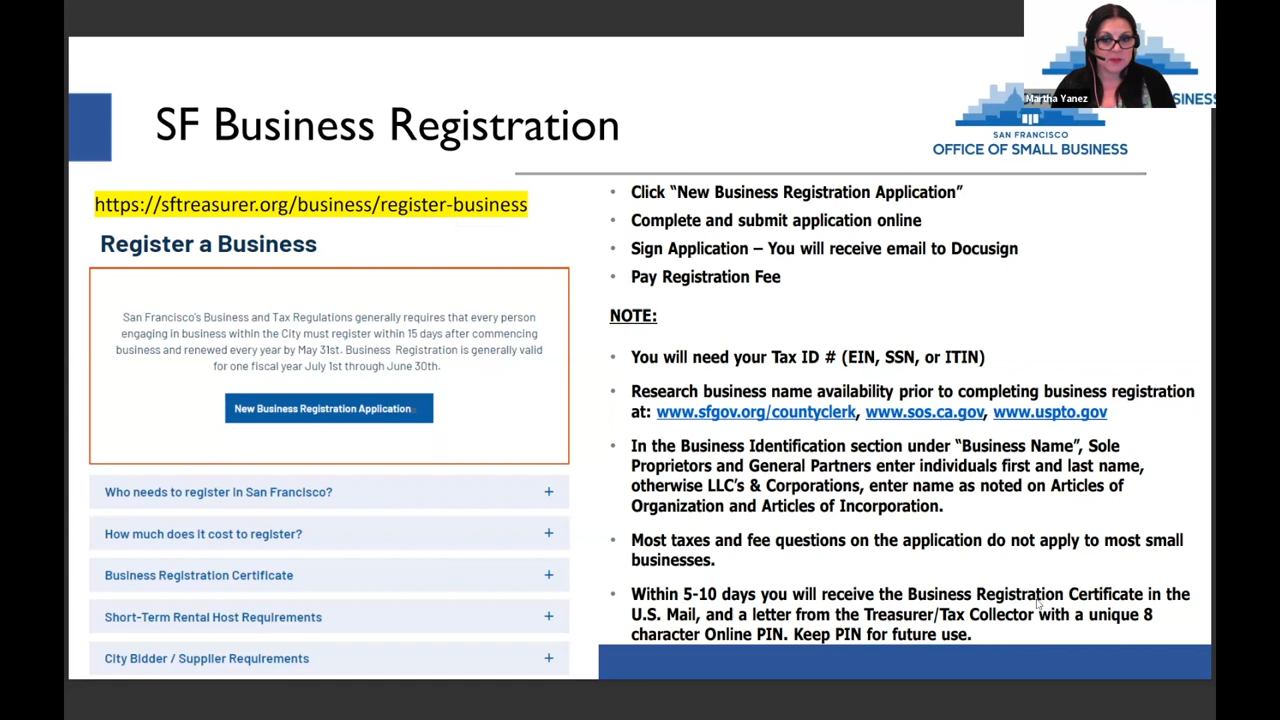 Martha Yanez
SINESS
SAN FRANCISCO
OFFICE OF SMALL BUSINESS
SF Business Registration
https://sftreasurer.org/business/register-business
Register a Business
San Francisco's Business and Tax Regulations generally requires that every person
engaging in business within the City must register within 15 days after commencing
business and renewed every year by May 31st. Business Registration is generally valid
for one fiscal year July 1st through June 30th.
New Business Registration Application
Who needs to register in San Francisco?
+
How much does it cost to register?
+
Business Registration Certificate
+
Short-Term Rental Host Requirements
+
City Bidder / Supplier Requirements
+
• Click “New Business Registration Application”
• Complete and submit application online
• Sign Application – You will receive email to Docusign
• Pay Registration Fee
NOTE:
• You will need your Tax ID # (EIN, SSN, or ITIN)
• Research business name availability prior to completing business registration
at: www.sfgov.org/countyclerk, www.sos.ca.gov, www.uspto.gov
• In the Business Identification section under “Business Name”, Sole
Proprietors and General Partners enter individuals first and last name,
otherwise LLC’s & Corporations, enter name as noted on Articles of
Organization and Articles of Incorporation.
• Most taxes and fee questions on the application do not apply to most small
businesses.
• Within 5-10 days you will receive the Business Registration Certificate in the
U.S. Mail, and a letter from the Treasurer/Tax Collector with a unique 8
character Online PIN. Keep PIN for future use.